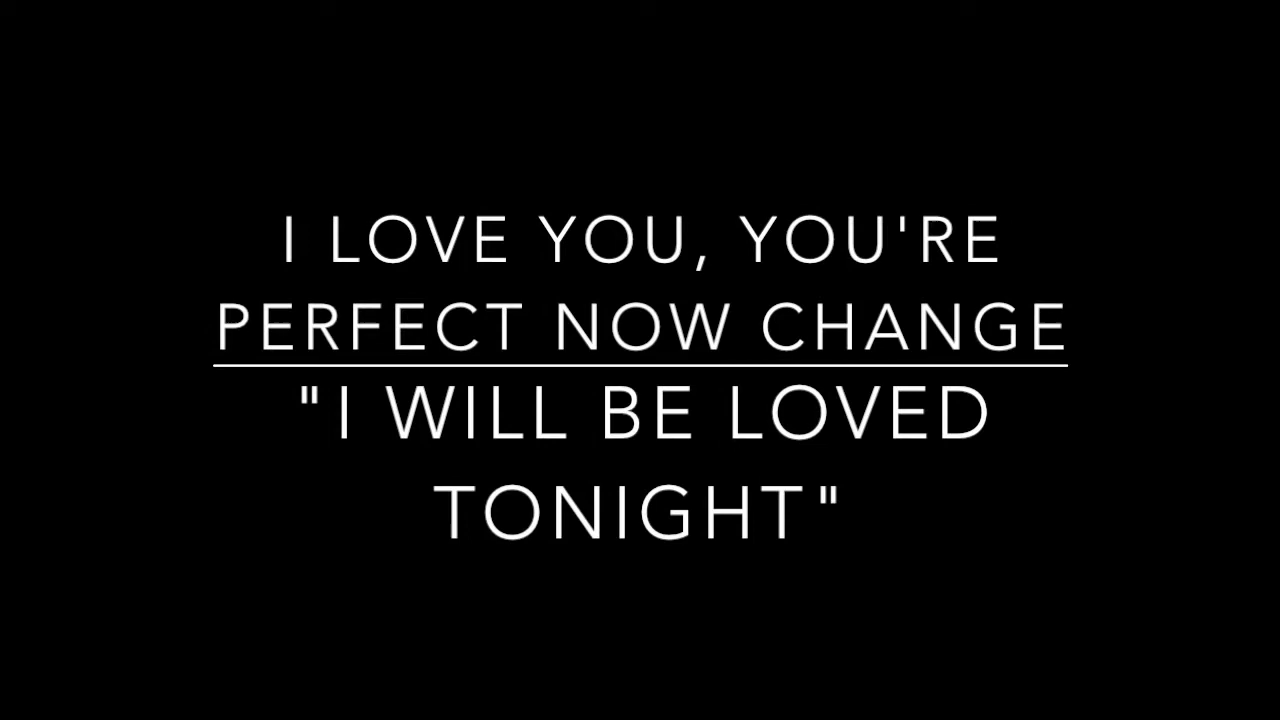 I LOVE YOU, YOU'RE
PERFECT NOW CHANGE
"I WILL BE LOVED
TONIGHT"